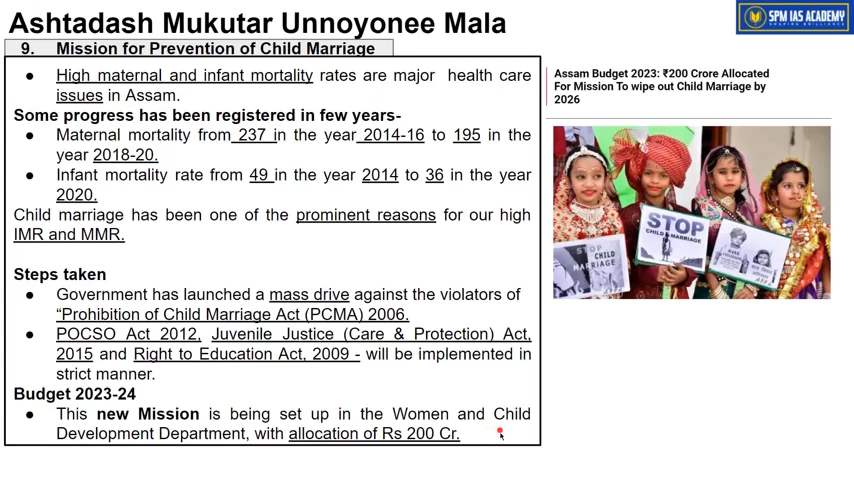 Ashtadash Mukutar Unnoyonee Mala
SPM IAS ACADEMY
SHAPING BRILLIANCE
9. Mission for Prevention of Child Marriage
● High maternal and infant mortality rates are major health care
issues in Assam.
Some progress has been registered in few years-
● Maternal mortality from 237 in the year 2014-16 to 195 in the
year 2018-20.
● Infant mortality rate from 49 in the year 2014 to 36 in the year
2020.
Child marriage has been one of the prominent reasons for our high
IMR and MMR.
Steps taken
● Government has launched a mass drive against the violators of
“Prohibition of Child Marriage Act (PCMA) 2006.
● POCSO Act 2012, Juvenile Justice (Care & Protection) Act,
2015 and Right to Education Act, 2009 - will be implemented in
strict manner.
Budget 2023-24
● This new Mission is being set up in the Women and Child
Development Department, with allocation of Rs 200 Cr.
Assam Budget 2023: ₹200 Crore Allocated
For Mission To wipe out Child Marriage by
2026
STOP
CHILD
MARRIAGE
STOP
CHILD MARRIAGE